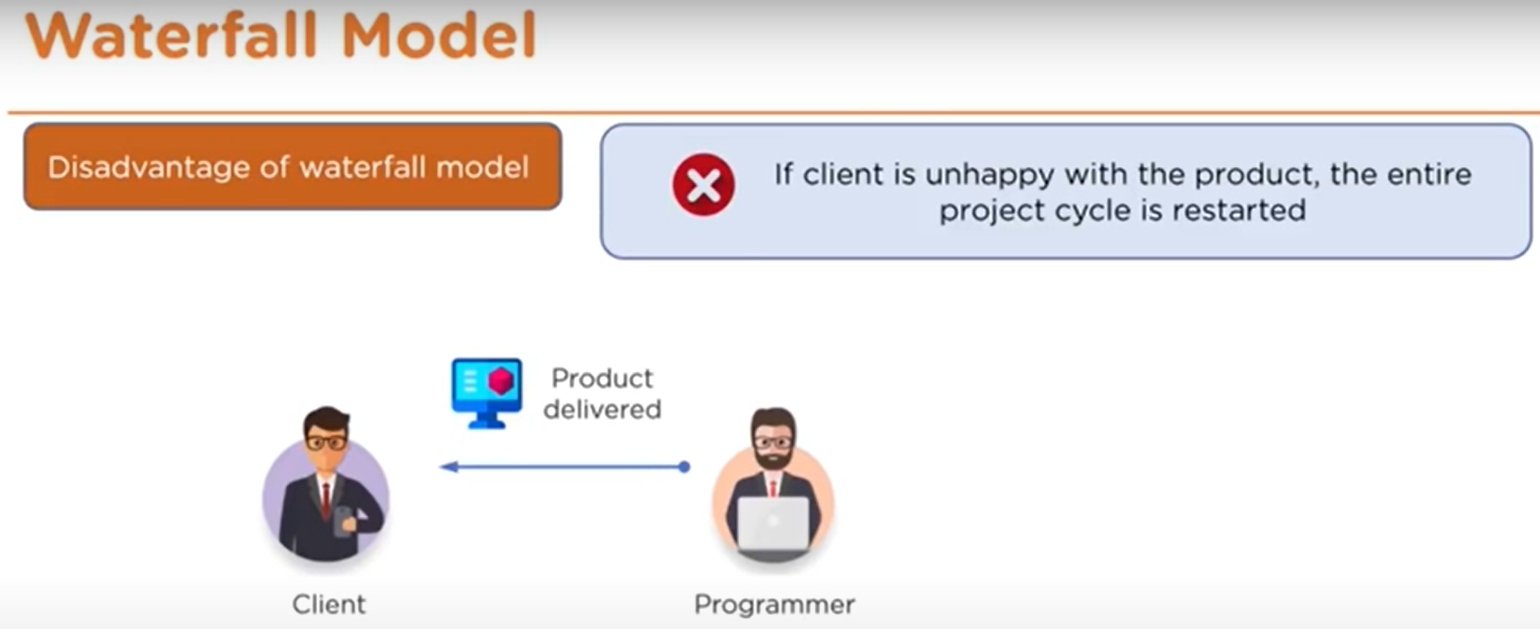 Waterfall Model
Disadvantage of waterfall model
If client is unhappy with the product, the entire
project cycle is restarted
Product
delivered
Client
Programmer